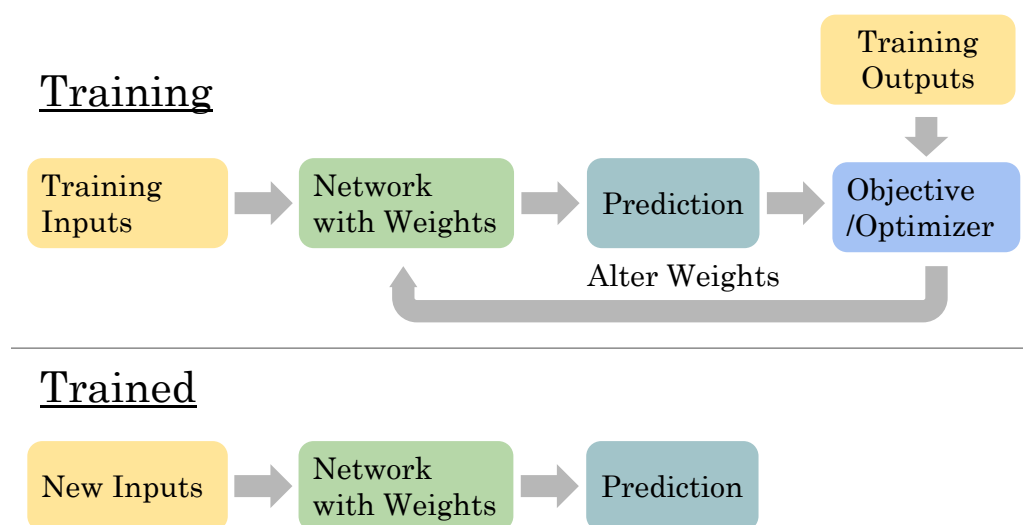 Training
Outputs
Training
Training
Inputs
Network
with Weights
Prediction
Objective
/Optimizer
Alter Weights
Trained
New Inputs
Network
with Weights
Prediction